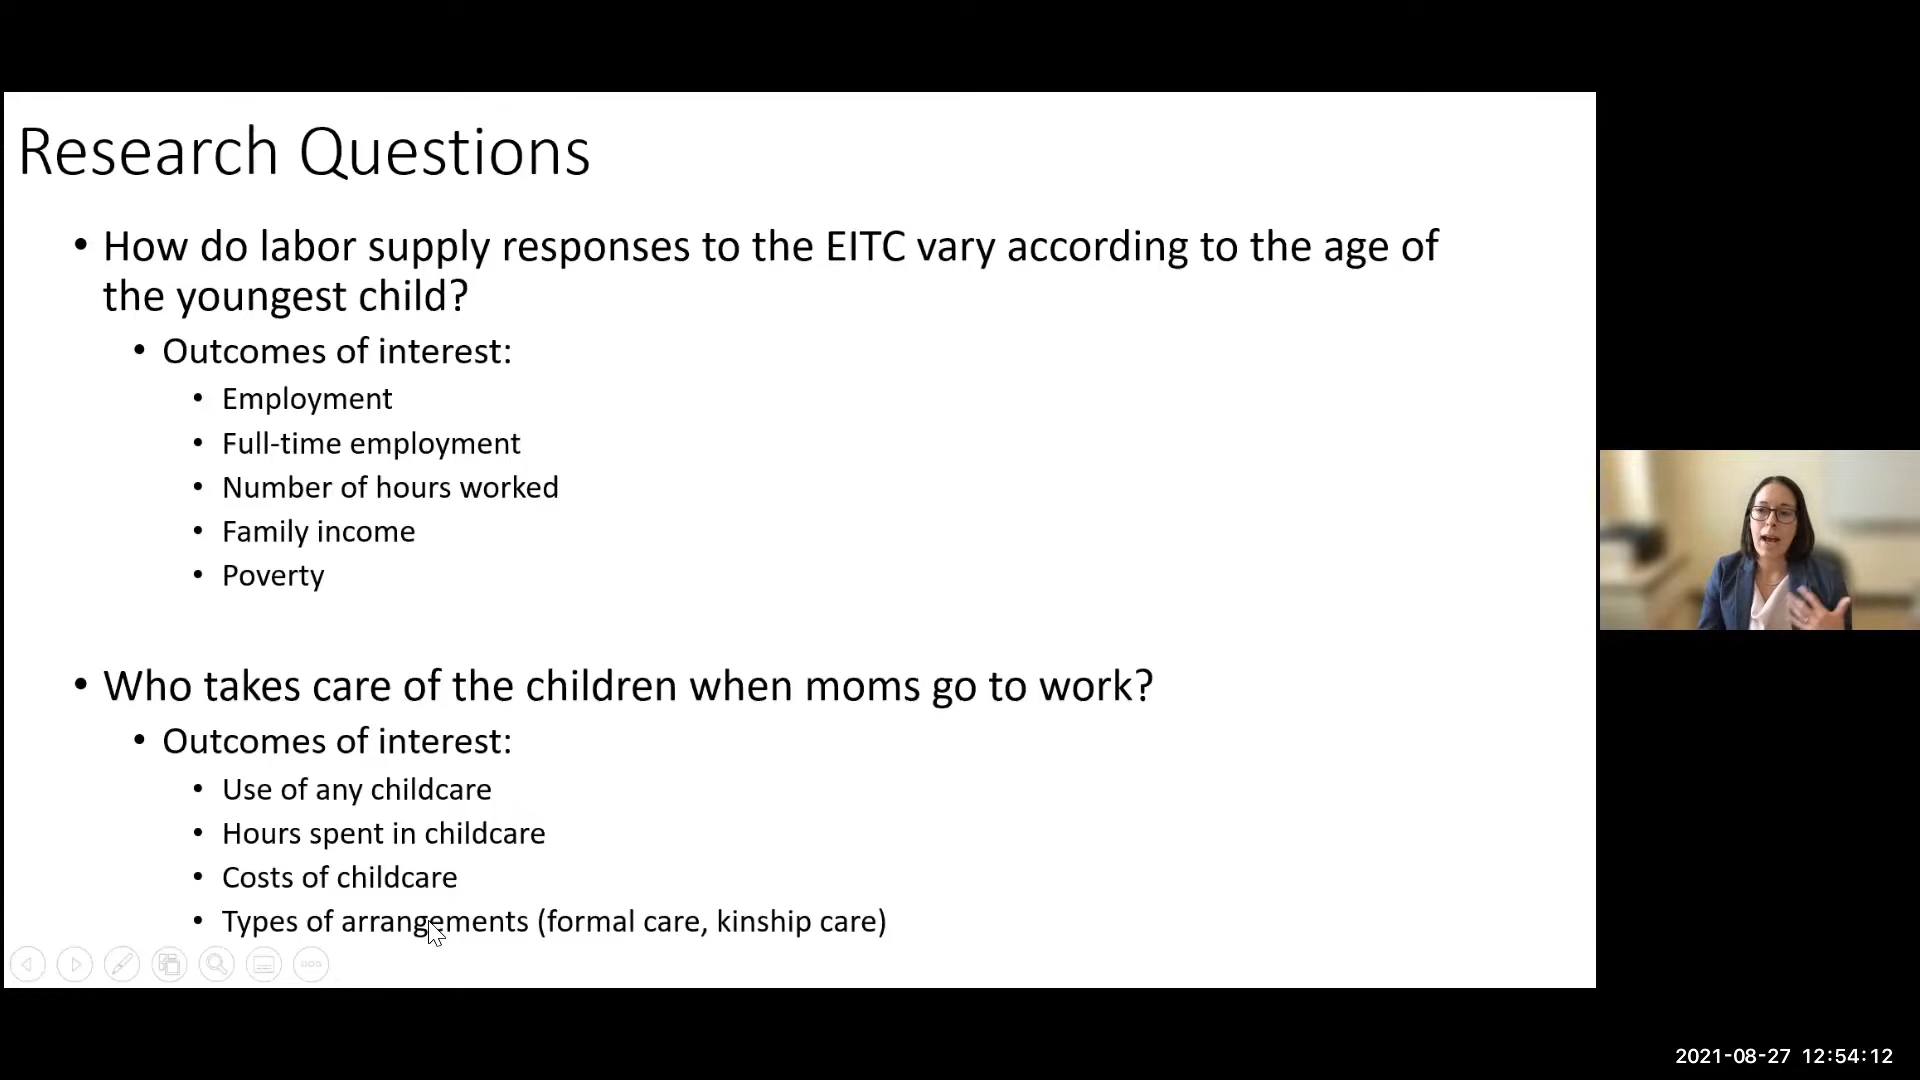 Research Questions
• How do labor supply responses to the EITC vary according to the age of
the youngest child?
• Outcomes of interest:
• Employment
• Full-time employment
• Number of hours worked
• Family income
• Poverty
• Who takes care of the children when moms go to work?
• Outcomes of interest:
• Use of any childcare
• Hours spent in childcare
• Costs of childcare
• Types of arrangements (formal care, kinship care)
2021-08-27 12:54:12